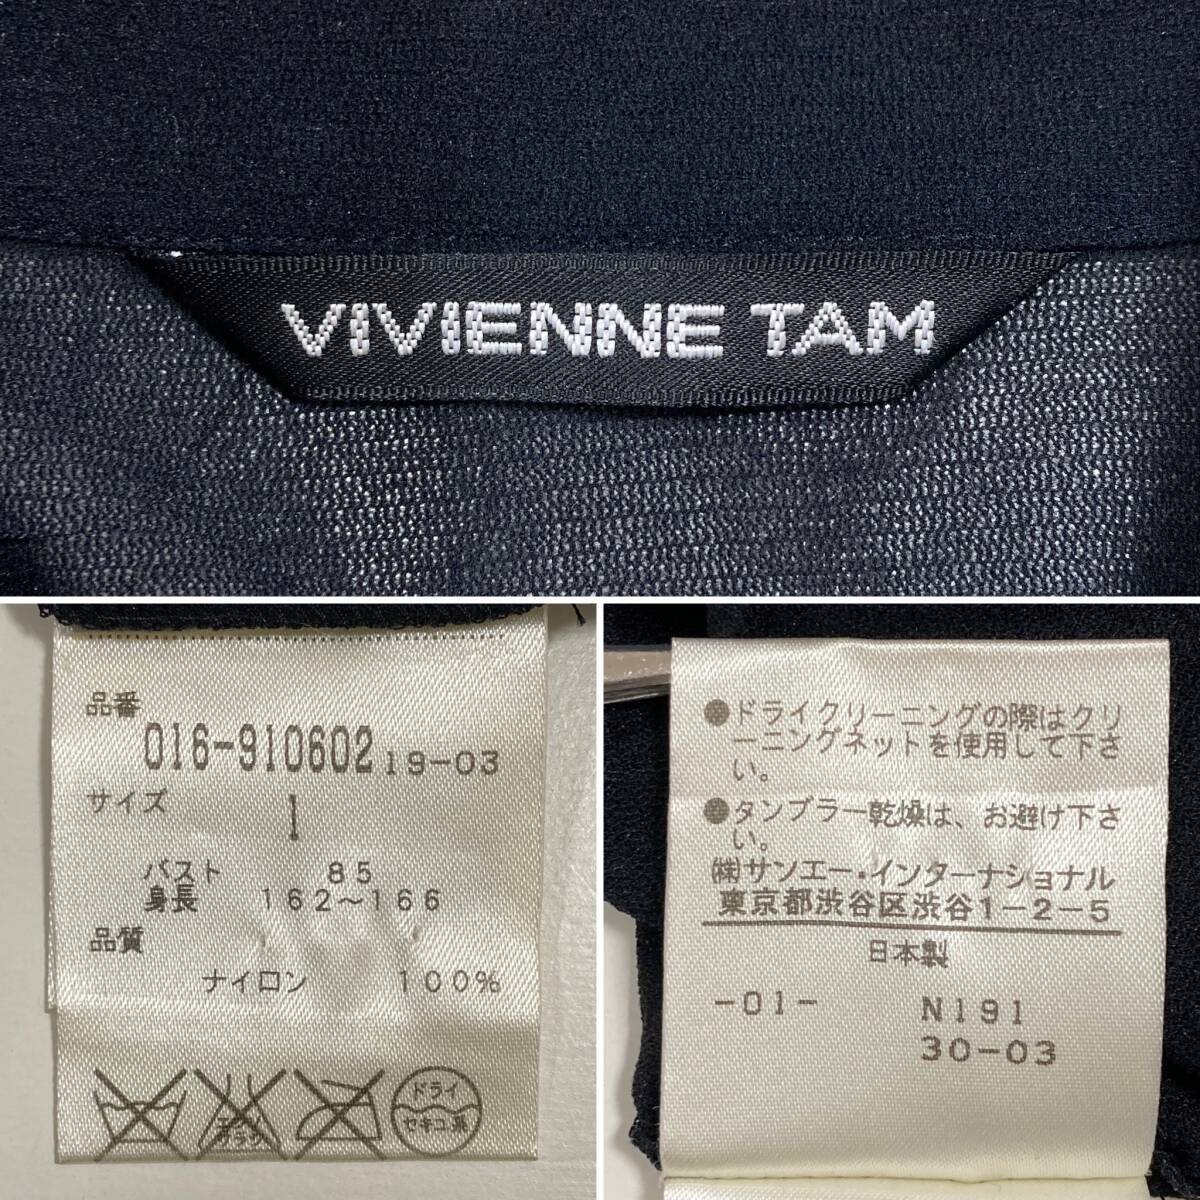 VIVIENNE TAM
品番
016-910602 19-03
サイズ
1
バスト 85
身長 162〜166
品質
ナイロン 100%
ドライ
セキユ系
●ドライクリーニングの際はクリ
ーニングネットを使用して下さ
い。
●タンブラー乾燥は、お避け下さ
い。
㈱サンエー・インターナショナル
東京都渋谷区渋谷1-2-5
日本製
-01- N191
30-03